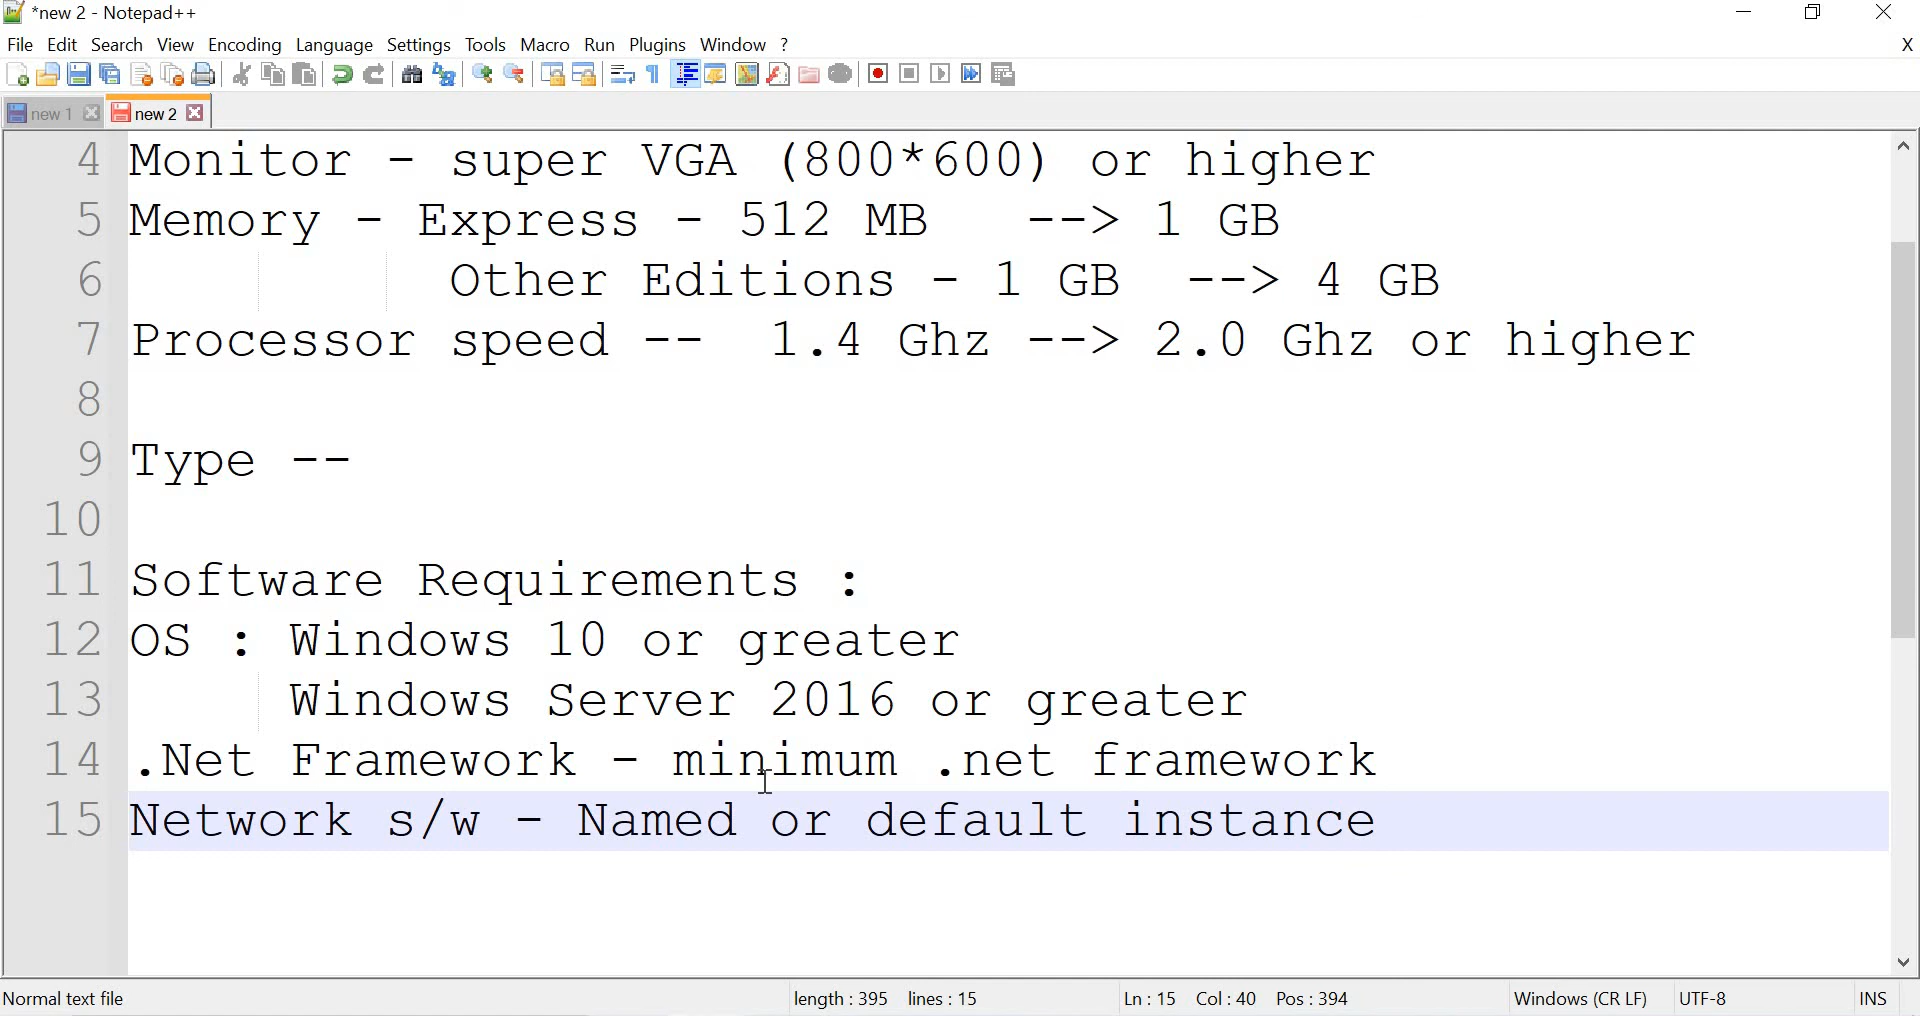 *new 2 - Notepad++
File Edit Search View Encoding Language Settings Tools Macro Run Plugins Window ? X
new 1 new 2
4 Monitor - super VGA (800*600) or higher
5 Memory - Express - 512 MB --> 1 GB
6 Other Editions - 1 GB --> 4 GB
7 Processor speed -- 1.4 Ghz --> 2.0 Ghz or higher
8
9 Type --
10
11 Software Requirements :
12 OS : Windows 10 or greater
13 Windows Server 2016 or greater
14 .Net Framework - minimum .net framework
15 Network s/w - Named or default instance
Normal text file length : 395 lines : 15 Ln : 15 Col : 40 Pos : 394 Windows (CR LF) UTF-8 INS